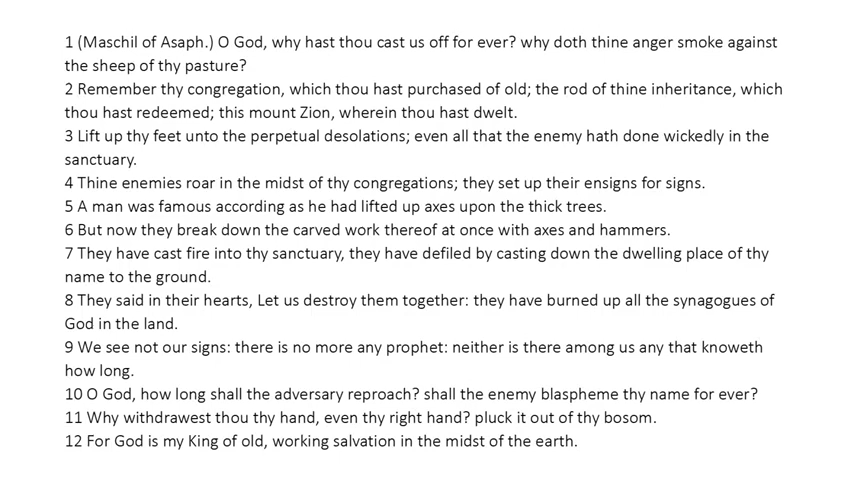 1 (Maschil of Asaph.) O God, why hast thou cast us off for ever? why doth thine anger smoke against
the sheep of thy pasture?
2 Remember thy congregation, which thou hast purchased of old; the rod of thine inheritance, which
thou hast redeemed; this mount Zion, wherein thou hast dwelt.
3 Lift up thy feet unto the perpetual desolations; even all that the enemy hath done wickedly in the
sanctuary.
4 Thine enemies roar in the midst of thy congregations; they set up their ensigns for signs.
5 A man was famous according as he had lifted up axes upon the thick trees.
6 But now they break down the carved work thereof at once with axes and hammers.
7 They have cast fire into thy sanctuary, they have defiled by casting down the dwelling place of thy
name to the ground.
8 They said in their hearts, Let us destroy them together: they have burned up all the synagogues of
God in the land.
9 We see not our signs: there is no more any prophet: neither is there among us any that knoweth
how long.
10 O God, how long shall the adversary reproach? shall the enemy blaspheme thy name for ever?
11 Why withdrawest thou thy hand, even thy right hand? pluck it out of thy bosom.
12 For God is my King of old, working salvation in the midst of the earth.